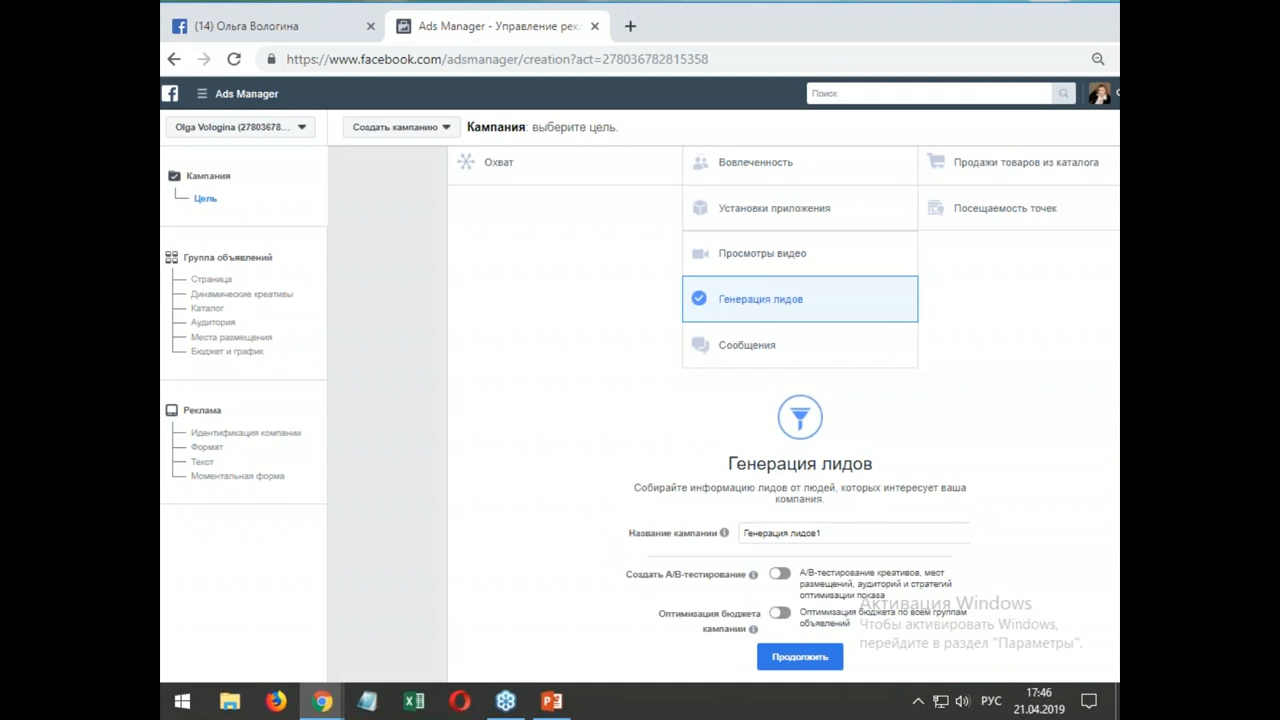 (14) Ольга Вологина
Ads Manager - Управление рек
https://www.facebook.com/adsmanager/creation?act=278036782815358
Ads Manager
Поиск
Olga Vologina (27803678...
Создать кампанию
Кампания: выберите цель.
Кампания
Цель
Группа объявлений
Страница
Динамические креативы
Каталог
Аудитория
Места размещения
Бюджет и график
Реклама
Идентификация компании
Формат
Текст
Моментальная форма
Охват
Вовлеченность
Продажи товаров из каталога
Установки приложения
Посещаемость точек
Просмотры видео
Генерация лидов
Сообщения
Генерация лидов
Собирайте информацию лидов от людей, которых интересует ваша
компания.
Название кампании
Генерация лидов1
Создать A/B-тестирование
A/B-тестирование креативов, мест
размещений, аудиторий и стратегий
оптимизации показа
Оптимизация бюджета
кампании
Оптимизация бюджета по всем группам
объявлений
Продолжить
Активация Windows
Чтобы активировать Windows,
перейдите в раздел "Параметры".
РУС
17:46
21.04.2019